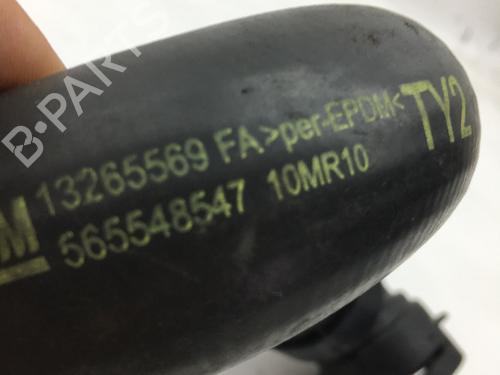 13265569 FA >per-EPDM< TY2
M 565548547 10MR10
B-PARTS